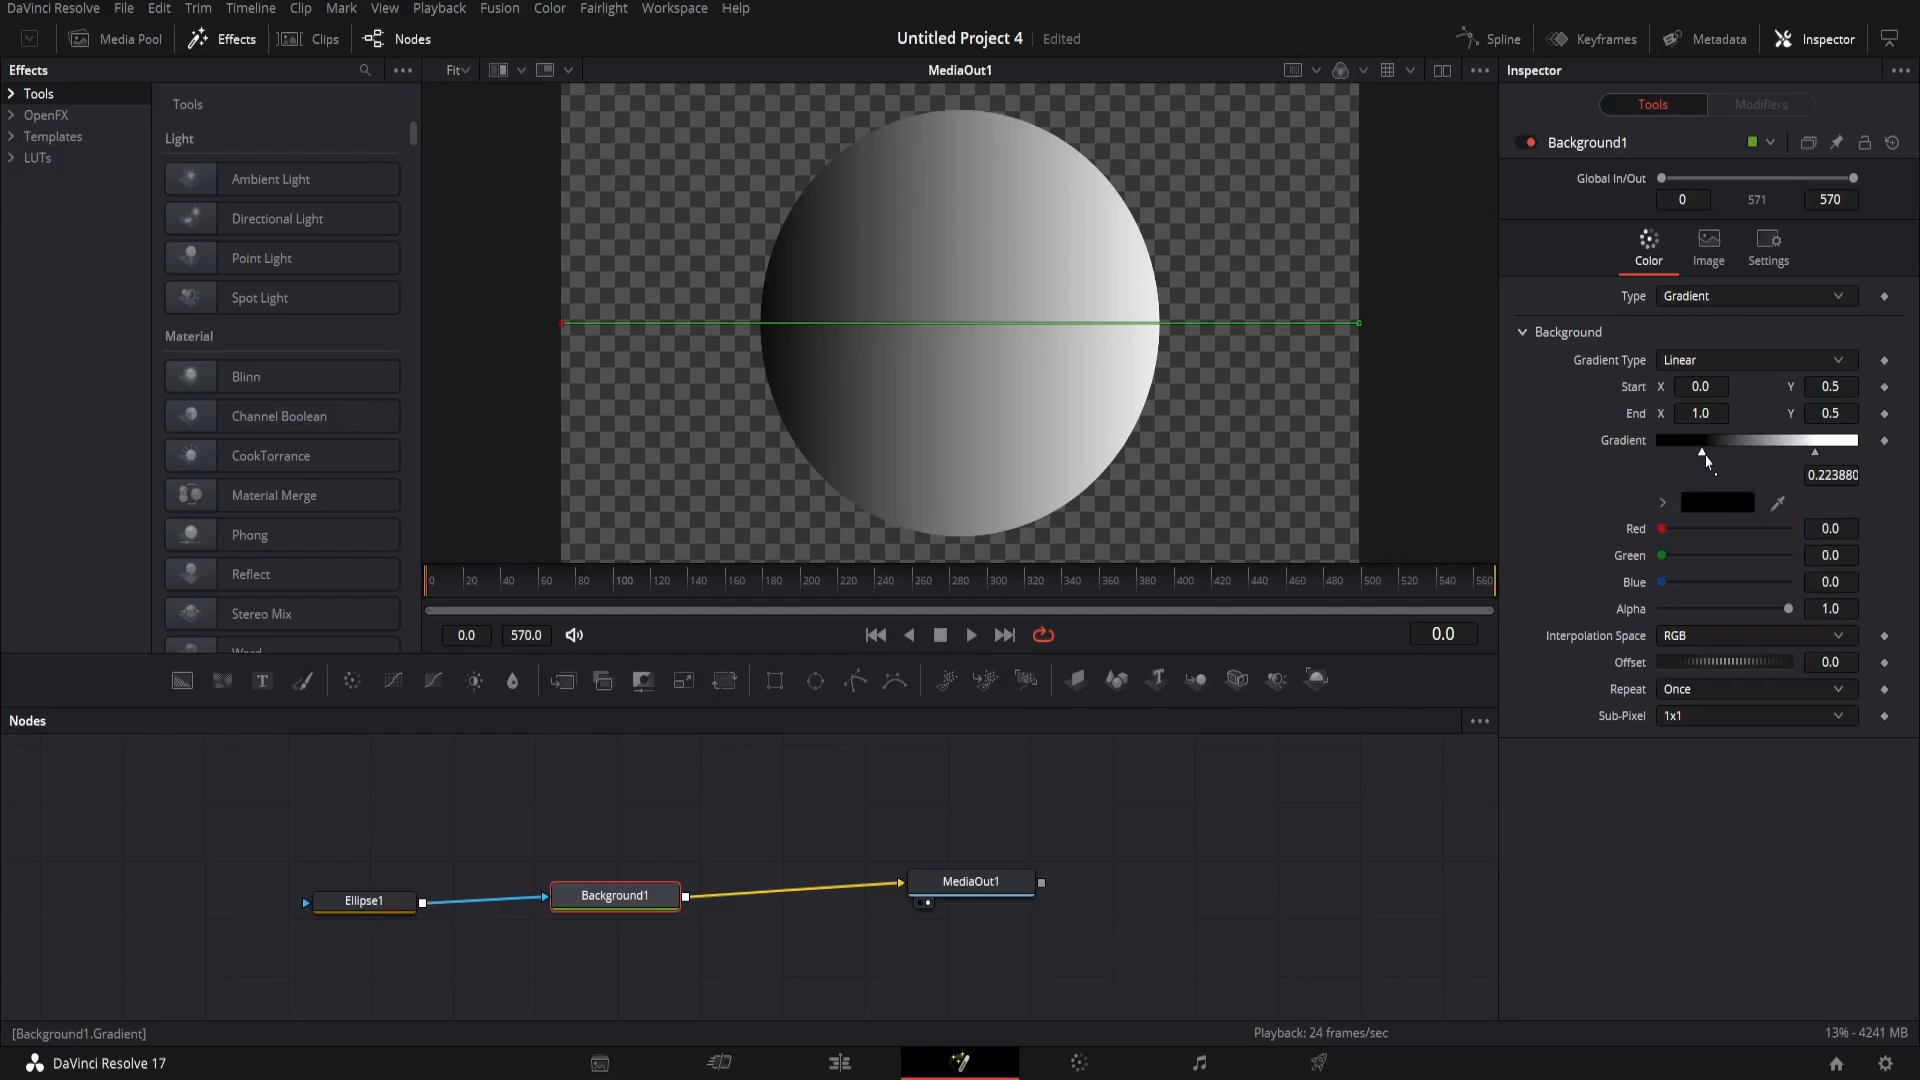 DaVinci Resolve File Edit Trim Timeline Clip Mark View Playback Fusion Color Fairlight Workspace Help
Media Pool Effects Clips Nodes Untitled Project 4 Edited Spline Keyframes Metadata Inspector
Effects Fit MediaOut1 Inspector
Tools
OpenFX
Templates
LUTs
Tools
Light
Ambient Light
Directional Light
Point Light
Spot Light
Material
Blinn
Channel Boolean
CookTorrance
Material Merge
Phong
Reflect
Stereo Mix
Ward
0 20 40 60 80 100 120 140 160 180 200 220 240 260 280 300 320 340 360 380 400 420 440 460 480 500 520 540 560
0.0 570.0 0.0
Tools Modifiers
Background1
Global In/Out
0 571 570
Color Image Settings
Type Gradient
Background
Gradient Type Linear
Start X 0.0 Y 0.5
End X 1.0 Y 0.5
Gradient
0.223880
Red 0.0
Green 0.0
Blue 0.0
Alpha 1.0
Interpolation Space RGB
Offset 0.0
Repeat Once
Sub-Pixel 1x1
T
Nodes
Ellipse1 Background1 MediaOut1
[Background1.Gradient] Playback: 24 frames/sec 13% - 4241 MB
DaVinci Resolve 17